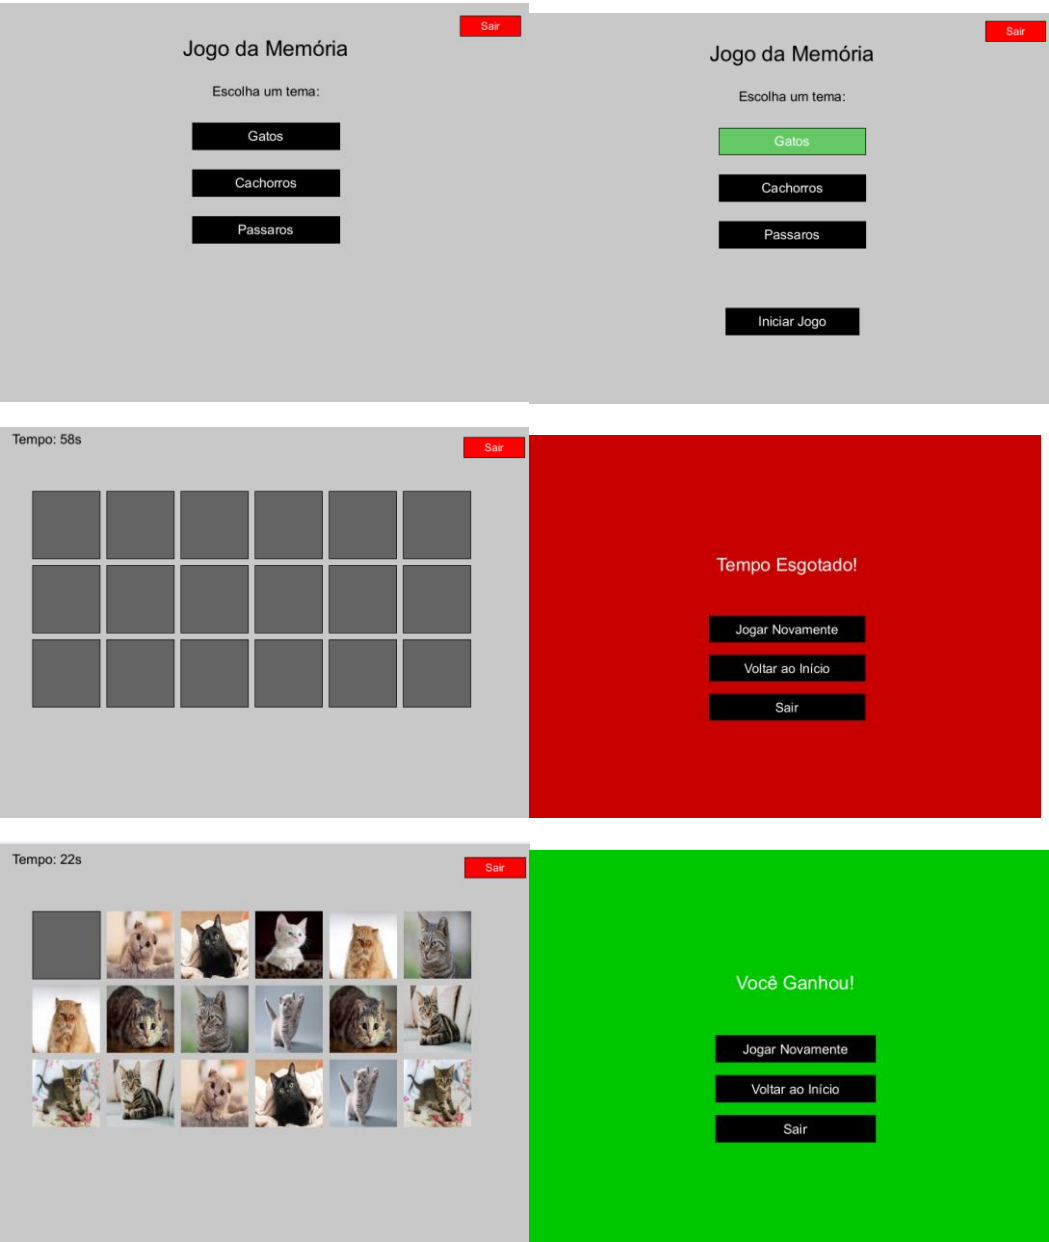 Sair
Jogo da Memória
Escolha um tema:
Gatos
Cachorros
Passaros
Sair
Jogo da Memória
Escolha um tema:
Gatos
Cachorros
Passaros
Iniciar Jogo
Tempo: 58s
Sair
Tempo Esgotado!
Jogar Novamente
Voltar ao Início
Sair
Tempo: 22s
Sair
Você Ganhou!
Jogar Novamente
Voltar ao Início
Sair